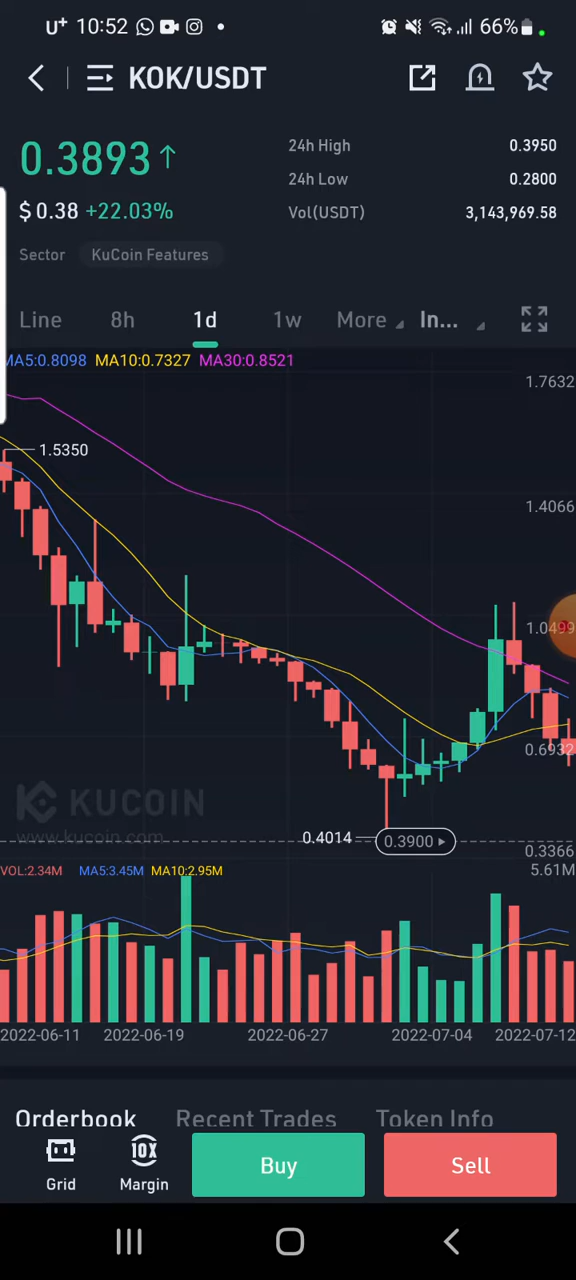 U+ 10:52 66%
KOK/USDT
0.3893↑
24h High 0.3950
24h Low 0.2800
$ 0.38 +22.03%
Vol(USDT) 3,143,969.58
Sector KuCoin Features
Line 8h 1d 1w More In...
MA5:0.8098 MA10:0.7327 MA30:0.8521
1.7632
1.5350
1.4066
1.0499
0.6932
KUCOIN
www.kucoin.com
0.4014
0.3900
0.3366
VOL:2.34M MA5:3.45M MA10:2.95M
5.61M
2022-06-11 2022-06-19 2022-06-27 2022-07-04 2022-07-12
Orderbook Recent Trades Token Info
10X
Grid Margin Buy Sell